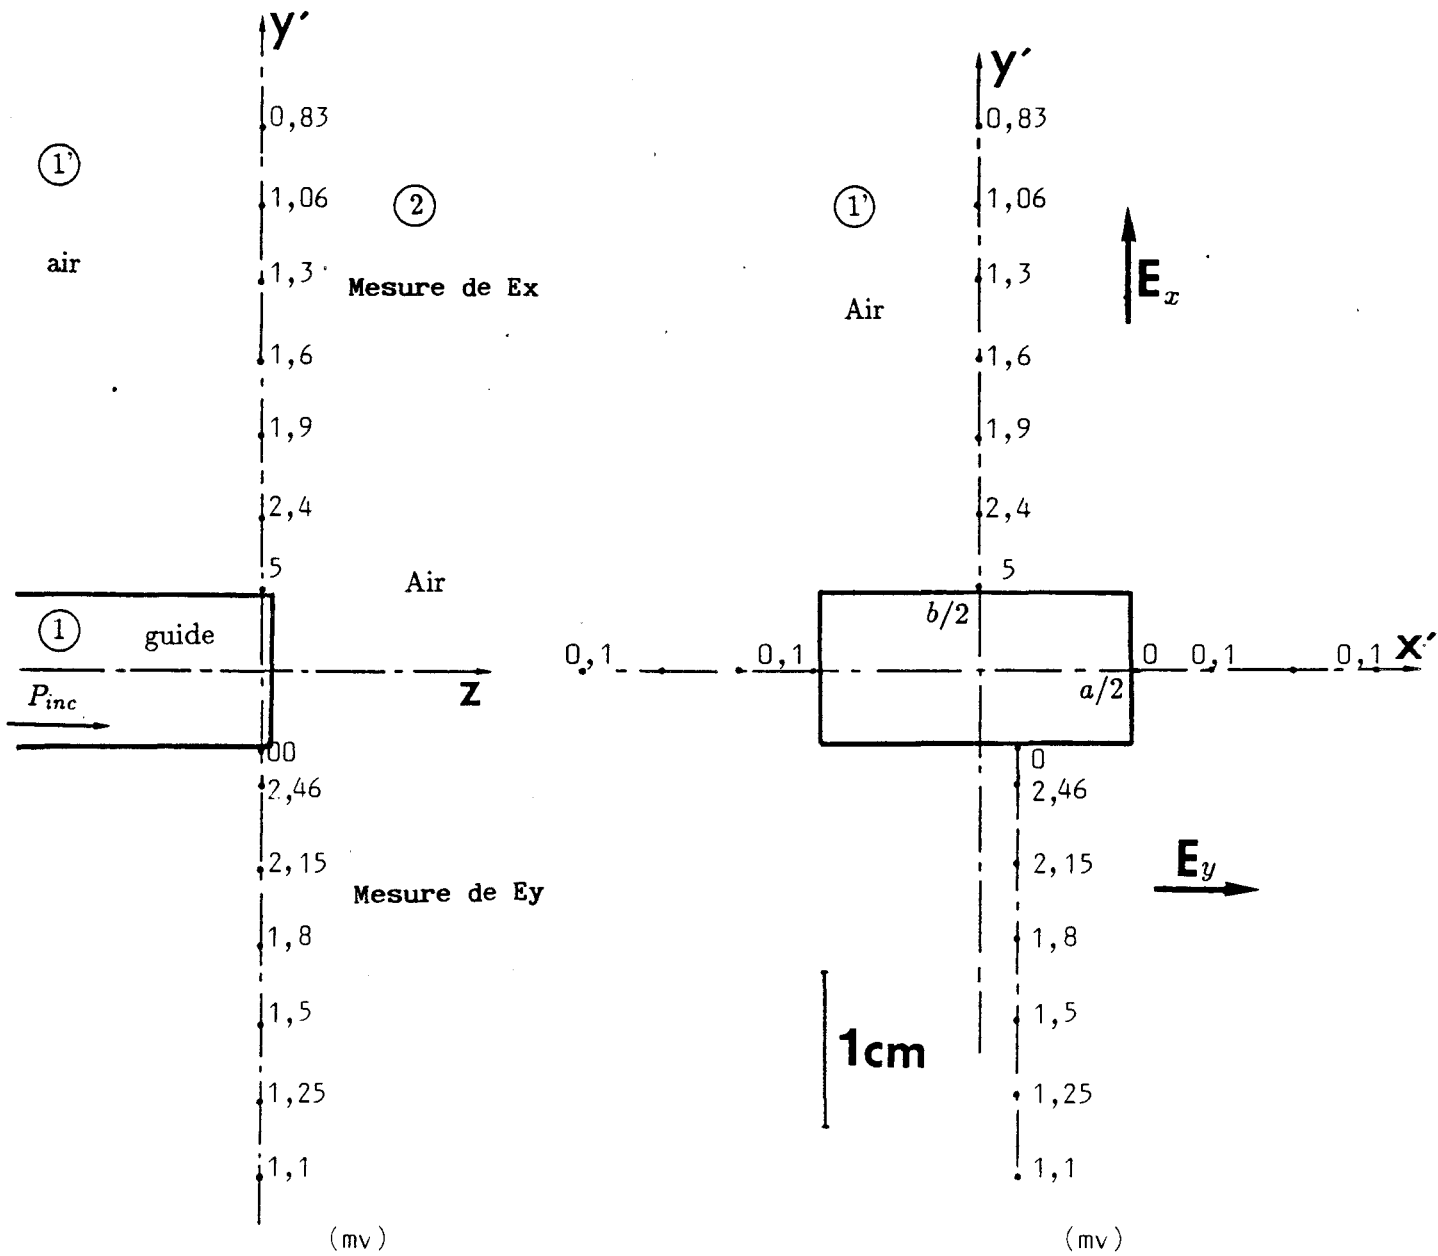 y′
0,83
1'
1,06
2
air
1,3
Mesure de Ex
1,6
1,9
2,4
5
Air
1
guide
z
P_inc
00
2,46
2,15
Mesure de Ey
1,8
1,5
1,25
1,1
(mv)
y′
0,83
1'
1,06
1,3
E_x
Air
1,6
1,9
2,4
5
b/2
0,1
0,1
0
0,1
0,1
x′
a/2
0
2,46
2,15
E_y
1,8
1,5
1cm
1,25
1,1
(mv)